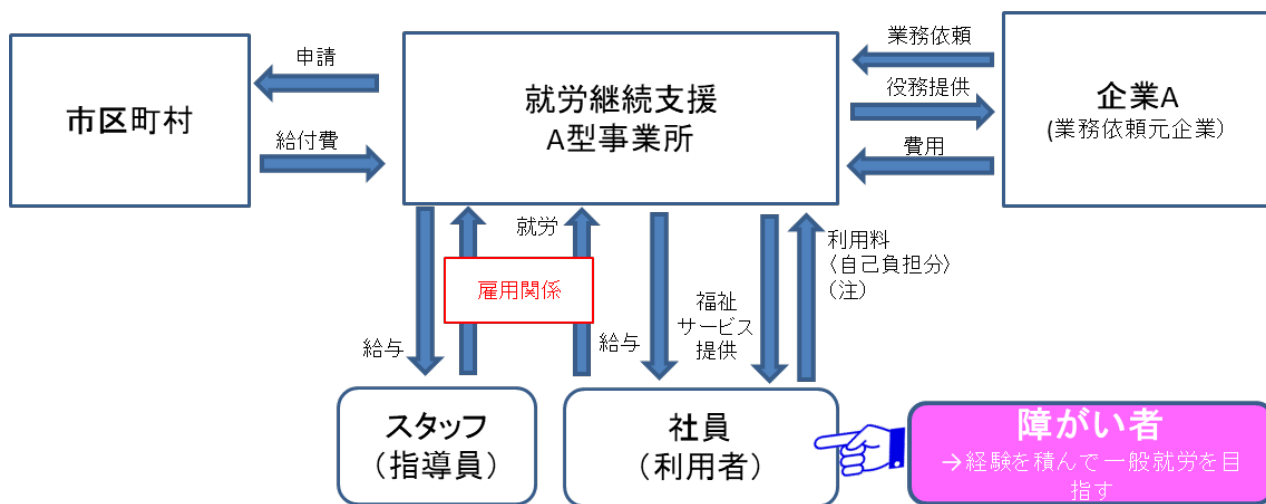 市区町村
申請
給付費
就労継続支援
A型事業所
業務依頼
役務提供
費用
企業A
(業務依頼元企業)
給与
雇用関係
就労
給与
福祉
サービス
提供
利用料
〈自己負担分〉
(注)
スタッフ
(指導員)
社員
(利用者)
障がい者
→経験を積んで一般就労を目
指す